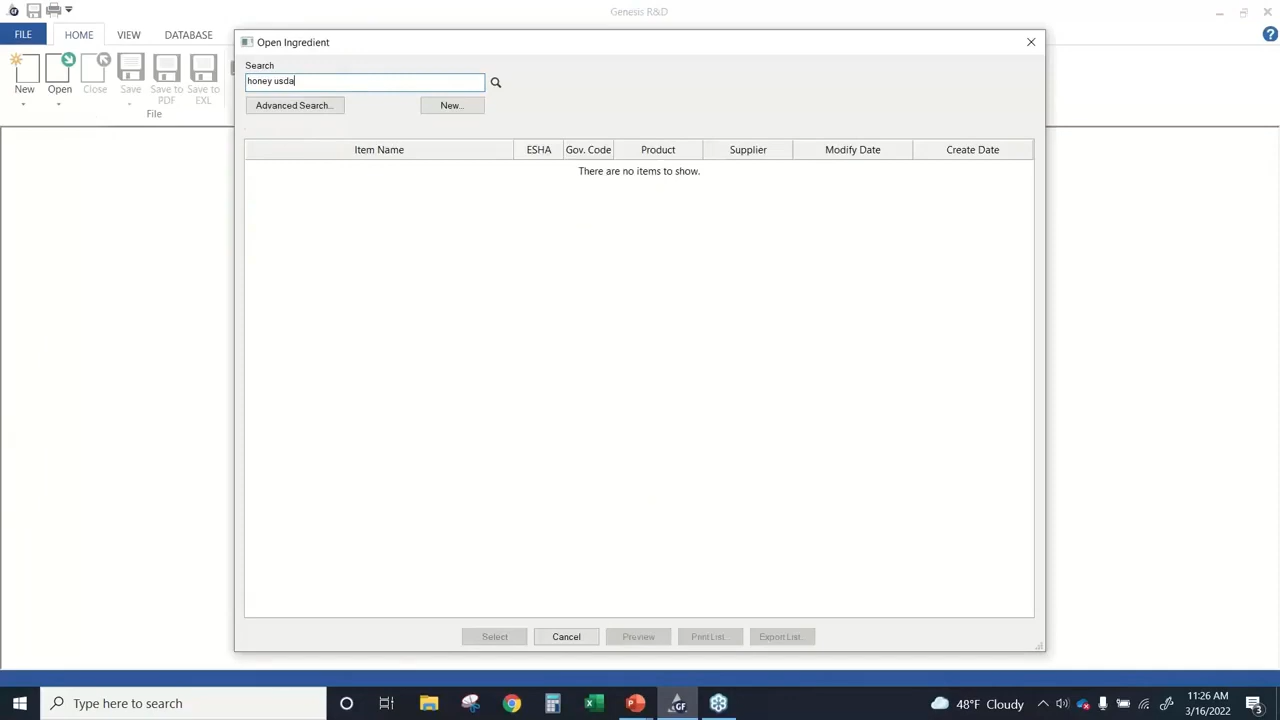 Genesis R&D
FILE
HOME
VIEW
DATABASE
New
Open
Close
Save
Save to PDF
Save to EXL
File
Open Ingredient
Search
honey usda
Advanced Search...
New...
Item Name
ESHA
Gov. Code
Product
Supplier
Modify Date
Create Date
There are no items to show.
Select
Cancel
Preview
Print List...
Export List...
Type here to search
GF
48°F Cloudy
11:26 AM
3/16/2022
3